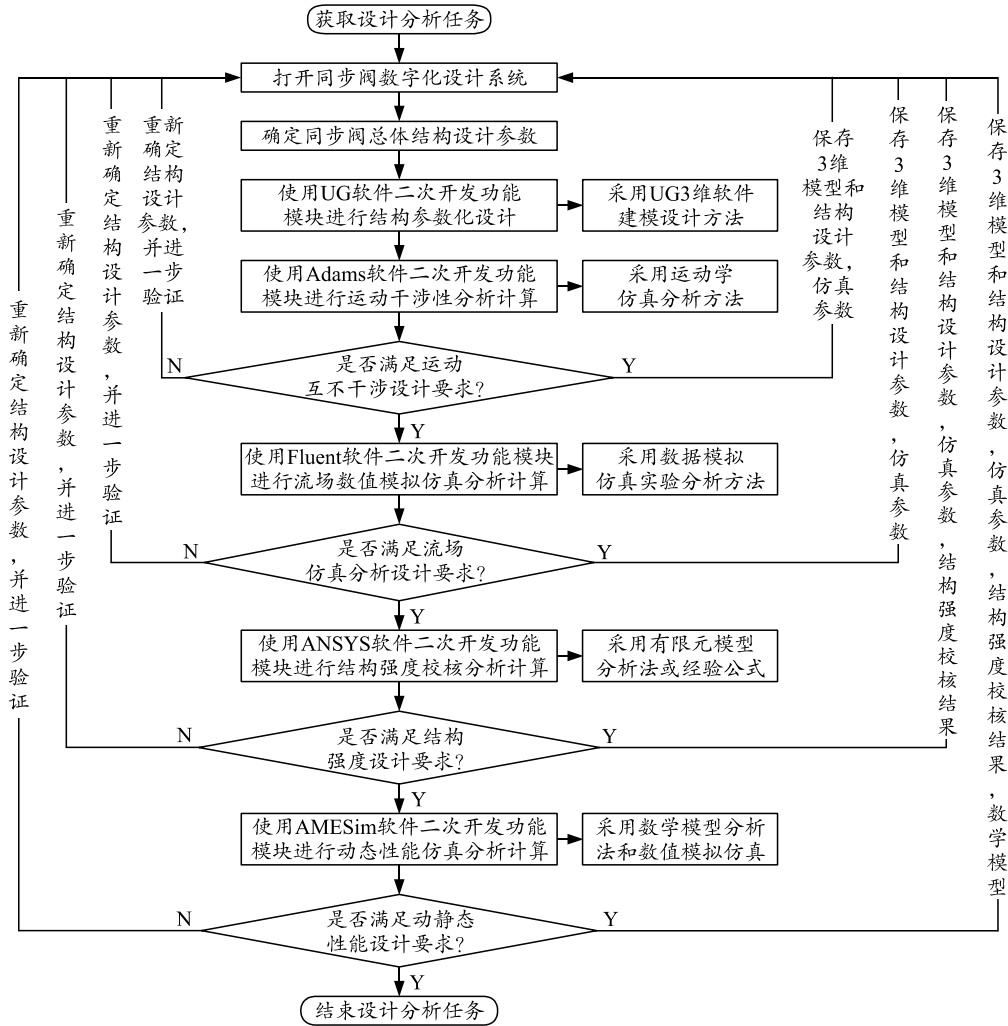 获取设计分析任务
打开同步阀数字化设计系统
确定同步阀总体结构设计参数
使用UG软件二次开发功能
模块进行结构参数化设计
采用UG3维软件
建模设计方法
使用Adams软件二次开发功能
模块进行运动干涉性分析计算
采用运动学
仿真分析方法
是否满足运动
互不干涉设计要求?
N
Y
Y
使用Fluent软件二次开发功能模块
进行流场数值模拟仿真分析计算
采用数据模拟
仿真实验分析方法
是否满足流场
仿真分析设计要求?
N
Y
Y
使用ANSYS软件二次开发功能
模块进行结构强度校核分析计算
采用有限元模型
分析法或经验公式
是否满足结构
强度设计要求?
N
Y
Y
使用AMESim软件二次开发功能
模块进行动态性能仿真分析计算
采用数学模型分析
法和数值模拟仿真
是否满足动静态
性能设计要求?
N
Y
Y
结束设计分析任务
重新确定结构设计参数,并进一步验证
重新确定结构设计参数,并进一步验证
重新确定结构设计参数,并进一步验证
重新
确定
结构
设计
参数,
并进
一步
验证
保存
3维
模型和
结构
设计
参数,
仿真
参数
保存3维模型和结构设计参数,仿真参数
保存3维模型和结构设计参数,仿真参数,结构强度校核结果
保存3维模型和结构设计参数,仿真参数,结构强度校核结果,数学模型